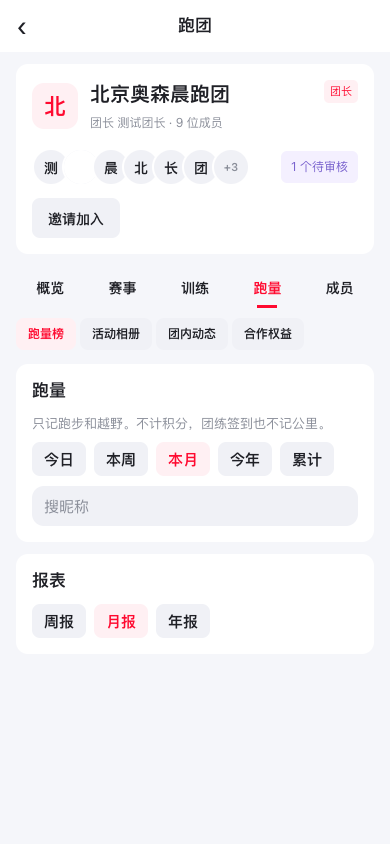 ‹ 跑团
北
北京奥森晨跑团
团长
团长 测试团长 · 9 位成员
测 晨 北 长 团 +3
1 个待审核
邀请加入
概览 赛事 训练 跑量 成员
跑量榜 活动相册 团内动态 合作权益
跑量
只记跑步和越野。不计积分，团练签到也不记公里。
今日 本周 本月 今年 累计
搜昵称
报表
周报 月报 年报